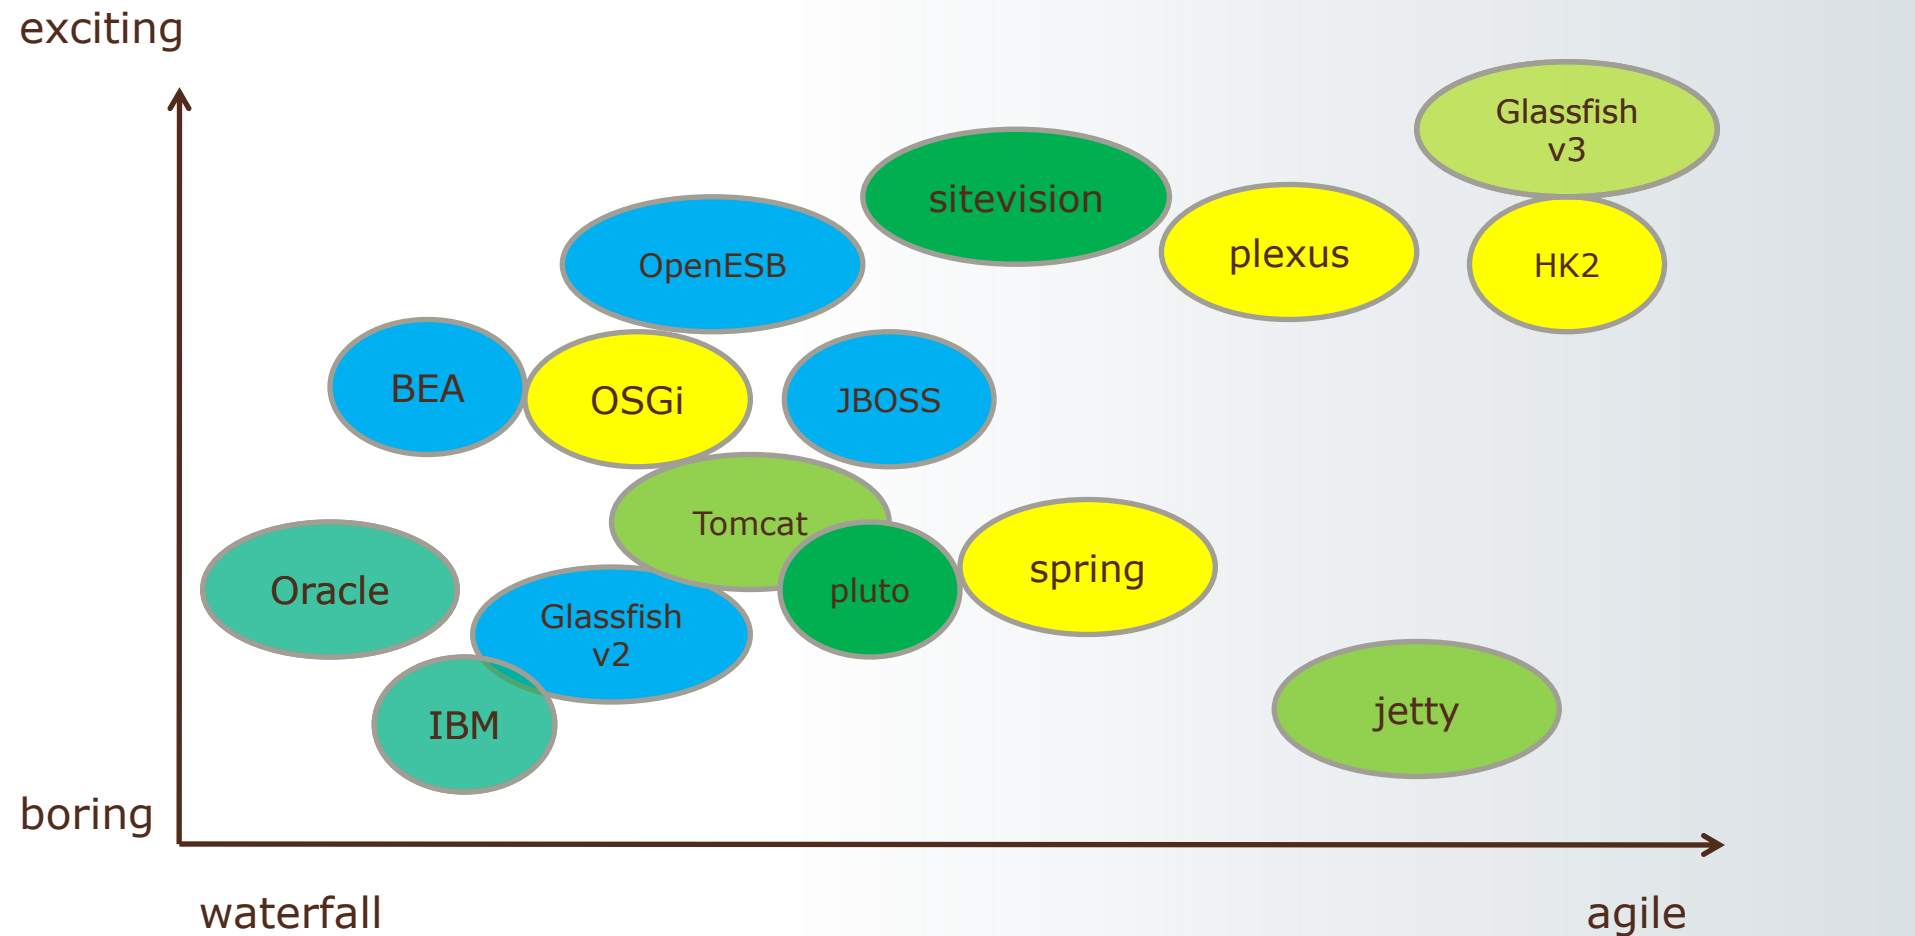 exciting
Glassfish
v3
sitevision
plexus
OpenESB
HK2
BEA
OSGi
JBOSS
Tomcat
spring
Oracle
pluto
Glassfish
v2
jetty
IBM
boring
waterfall
agile